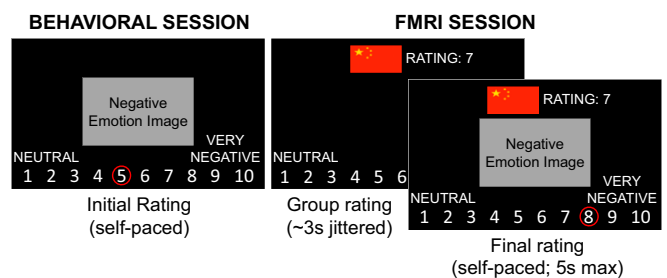 BEHAVIORAL SESSION
Negative
Emotion Image
VERY
NEUTRAL NEGATIVE
1 2 3 4 5 6 7 8 9 10
Initial Rating
(self-paced)
FMRI SESSION
RATING: 7
NEUTRAL
1 2 3 4 5 6
Group rating
(~3s jittered)
RATING: 7
Negative
Emotion Image
VERY
NEUTRAL NEGATIVE
1 2 3 4 5 6 7 8 9 10
Final rating
(self-paced; 5s max)